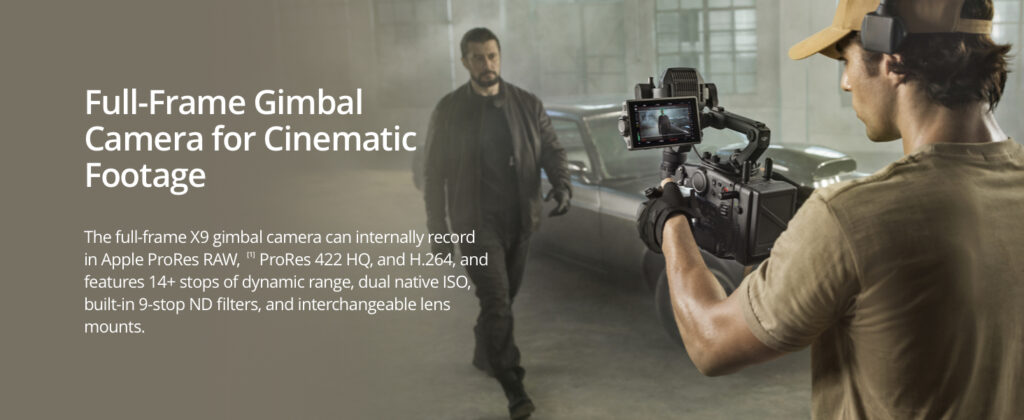 Full-Frame Gimbal
Camera for Cinematic
Footage
The full-frame X9 gimbal camera can internally record
in Apple ProRes RAW, [1] ProRes 422 HQ, and H.264, and
features 14+ stops of dynamic range, dual native ISO,
built-in 9-stop ND filters, and interchangeable lens
mounts.